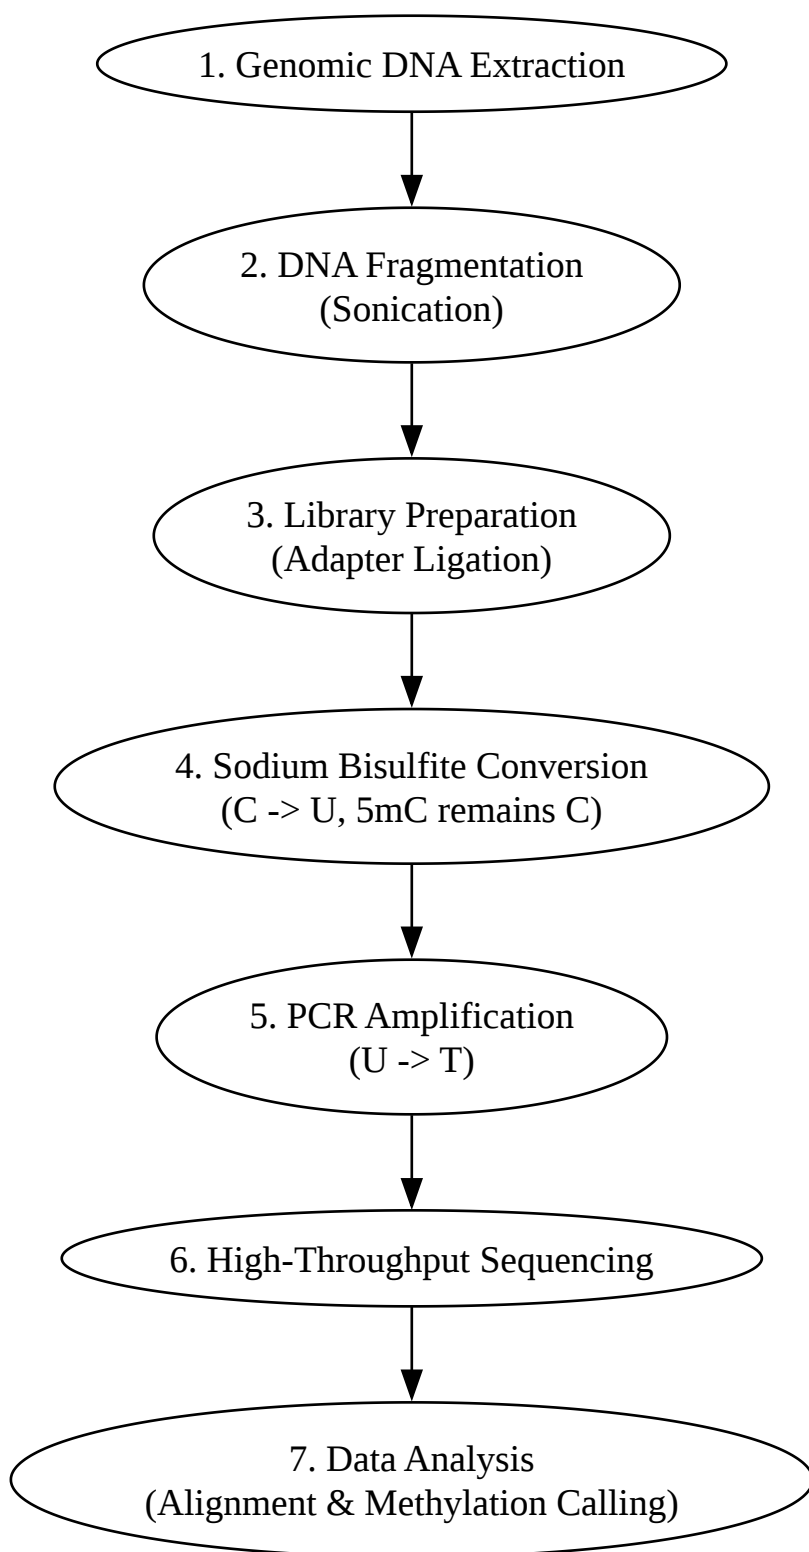 1. Genomic DNA Extraction
2. DNA Fragmentation
(Sonication)
3. Library Preparation
(Adapter Ligation)
4. Sodium Bisulfite Conversion
(C -> U, 5mC remains C)
5. PCR Amplification
(U -> T)
6. High-Throughput Sequencing
7. Data Analysis
(Alignment & Methylation Calling)